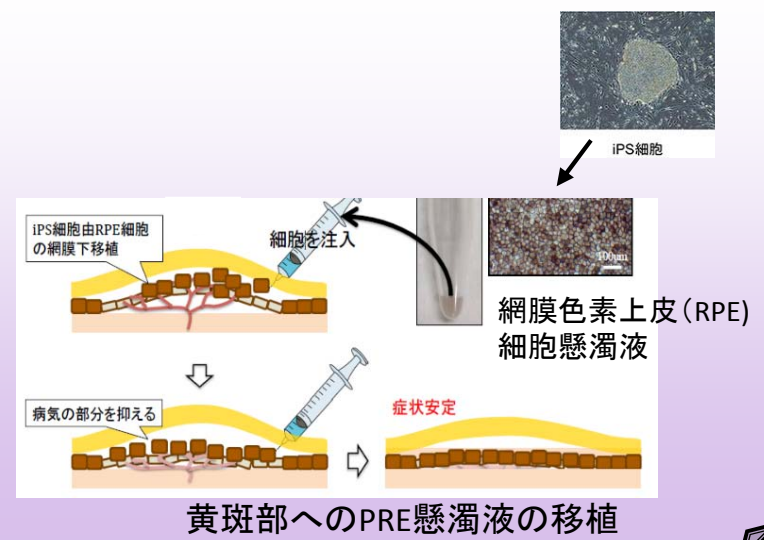 iPS細胞
iPS細胞由RPE細胞
の網膜下移植
細胞を注入
100μm
網膜色素上皮（RPE)
細胞懸濁液
病気の部分を抑える
症状安定
黄斑部へのPRE懸濁液の移植